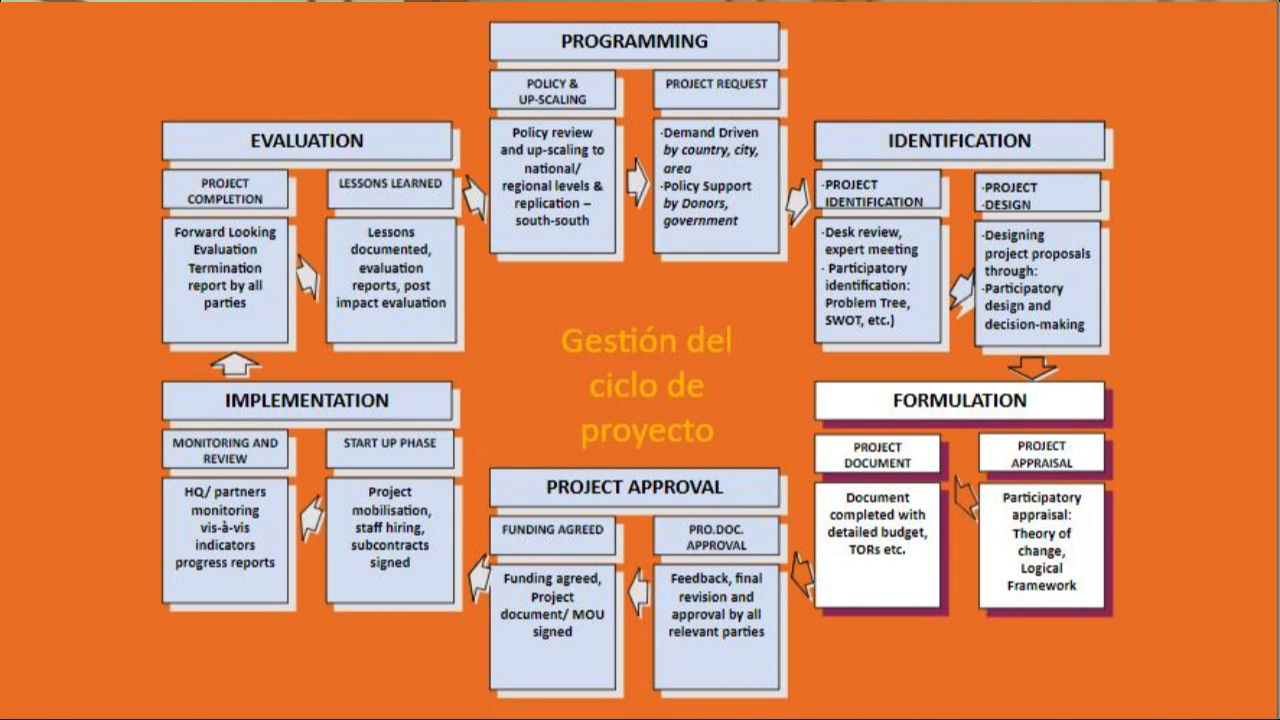 PROGRAMMING
POLICY &
UP-SCALING
Policy review
and up-scaling to
national/
regional levels &
replication –
south-south
PROJECT REQUEST
·Demand Driven
by country, city,
area
·Policy Support
by Donors,
government
IDENTIFICATION
·PROJECT
IDENTIFICATION
·Desk review,
expert meeting
· Participatory
identification:
Problem Tree,
SWOT, etc.)
·PROJECT
·DESIGN
·Designing
project proposals
through:
·Participatory
design and
decision-making
FORMULATION
PROJECT
DOCUMENT
Document
completed with
detailed budget,
TORs etc.
PROJECT
APPRAISAL
Participatory
appraisal:
Theory of
change,
Logical
Framework
PROJECT APPROVAL
FUNDING AGREED
Funding agreed,
Project
document/ MOU
signed
PRO.DOC.
APPROVAL
Feedback, final
revision and
approval by all
relevant parties
IMPLEMENTATION
MONITORING AND
REVIEW
HQ/ partners
monitoring
vis-à-vis
indicators
progress reports
START UP PHASE
Project
mobilisation,
staff hiring,
subcontracts
signed
EVALUATION
PROJECT
COMPLETION
Forward Looking
Evaluation
Termination
report by all
parties
LESSONS LEARNED
Lessons
documented,
evaluation
reports, post
impact evaluation
Gestión del
ciclo de
proyecto